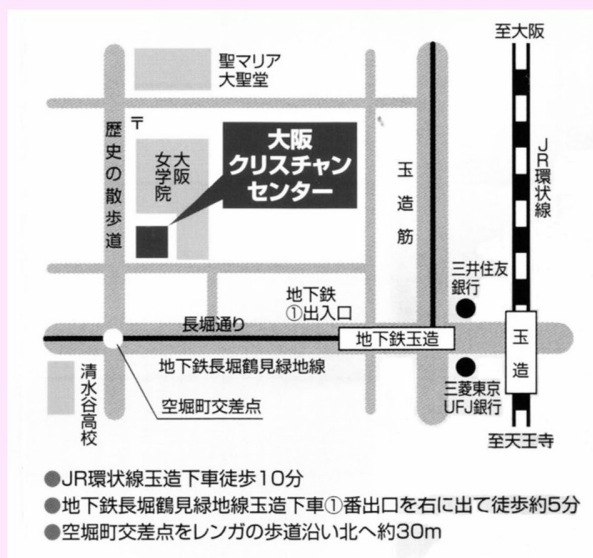 至大阪
聖マリア
大聖堂
〒
歴史の散歩道
大阪
女学院
大阪
クリスチャン
センター
玉造筋
JR環状線
三井住友
銀行
地下鉄
①出入口
長堀通り
地下鉄玉造
玉造
地下鉄長堀鶴見緑地線
清水谷高校
空堀町交差点
三菱東京
UFJ銀行
至天王寺
●JR環状線玉造下車徒歩10分
●地下鉄長堀鶴見緑地線玉造下車①番出口を右に出て徒歩約5分
●空堀町交差点をレンガの歩道沿い北へ約30m